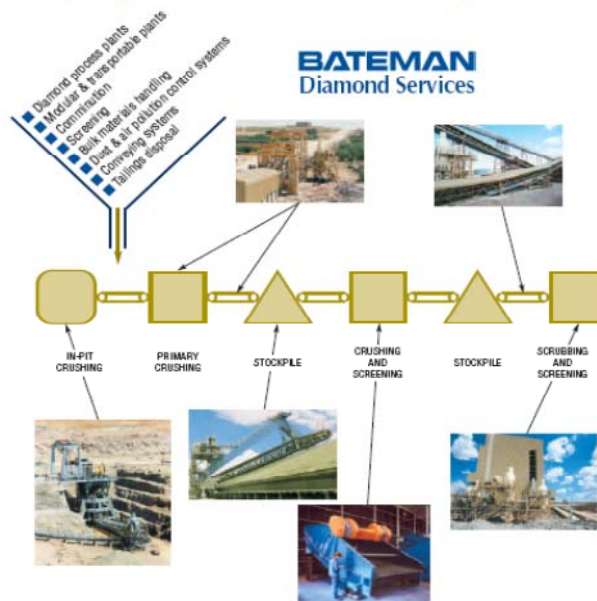 Diamond process plants
Modular & transportable plants
Comminution
Screening
Bulk materials handling
Dust & air pollution control systems
Conveying systems
Tailings disposal
BATEMAN
Diamond Services
IN-PIT
CRUSHING
PRIMARY
CRUSHING
STOCKPILE
CRUSHING
AND
SCREENING
STOCKPILE
SCRUBBING
AND
SCREENING